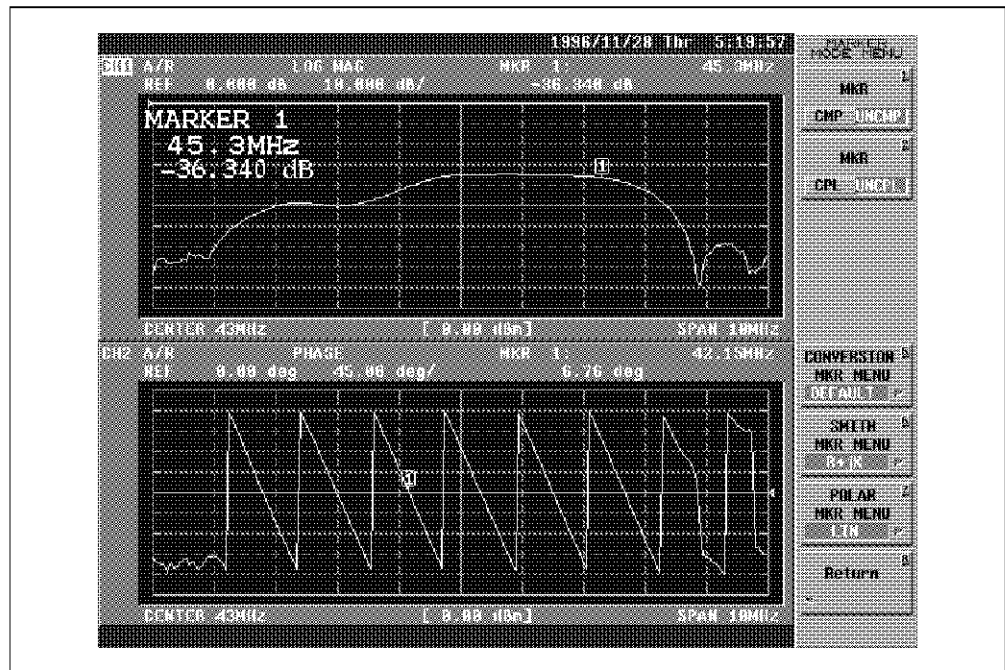 1996/11/28 Thr 5:19:57
CH1 A/R LOG MAG MKR 1: 45.3MHz
REF 0.000 dB 10.000 dB/ -36.340 dB
MARKER 1
45.3MHz
-36.340 dB
1
CENTER 43MHz [ 0.00 dBm] SPAN 10MHz
CH2 A/R PHASE MKR 1: 42.15MHz
REF 0.00 deg 45.00 deg/ 6.76 deg
1
CENTER 43MHz [ 0.00 dBm] SPAN 10MHz
MARKER
MODE MENU
1
MKR
CMP UNCMP
2
MKR
CPL UNCPL
CONVERSION
MKR MENU
DEFAULT
SMITH
MKR MENU
R+jX
POLAR
MKR MENU
LIN
Return